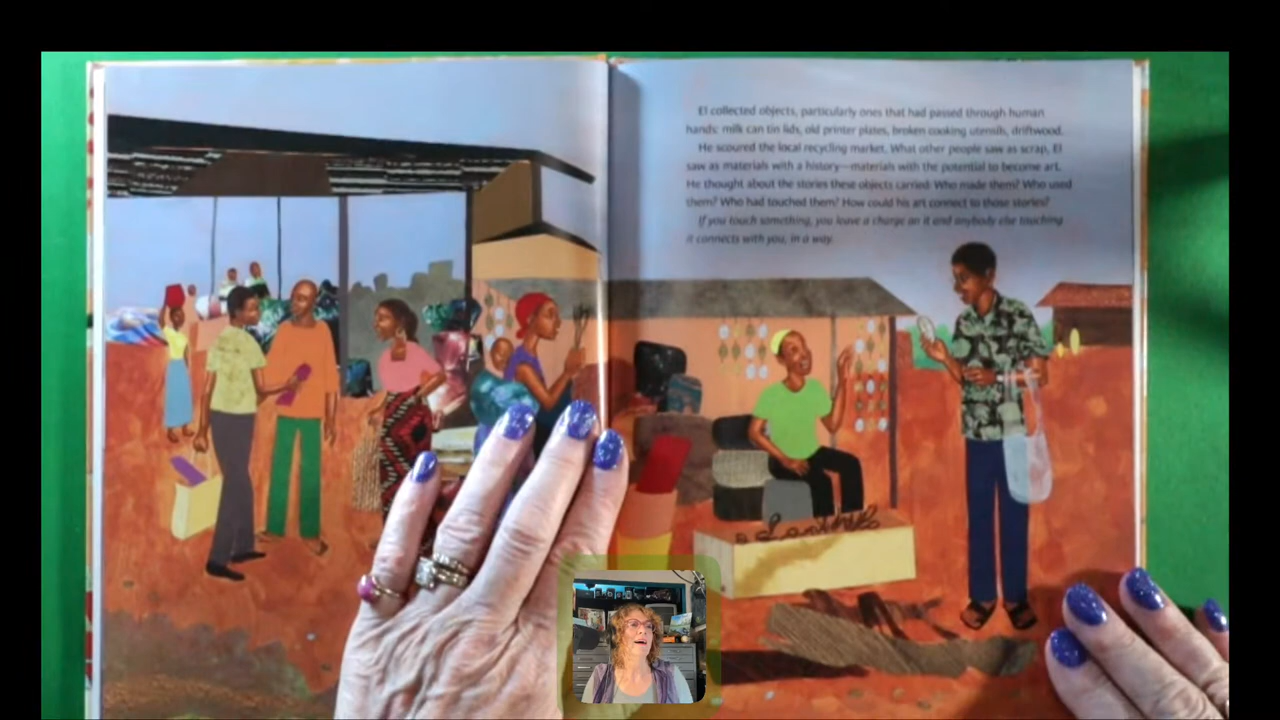 El collected objects, particularly ones that had passed through human
hands: milk can tin lids, old printer plates, broken cooking utensils, driftwood.
He scoured the local recycling market. What other people saw as scrap, El
saw as materials with a history—materials with the potential to become art.
He thought about the stories these objects carried: Who made them? Who used
them? Who had touched them? How could his art connect to those stories?
If you touch something, you leave a charge on it and anybody else touching
it connects with you, in a way.